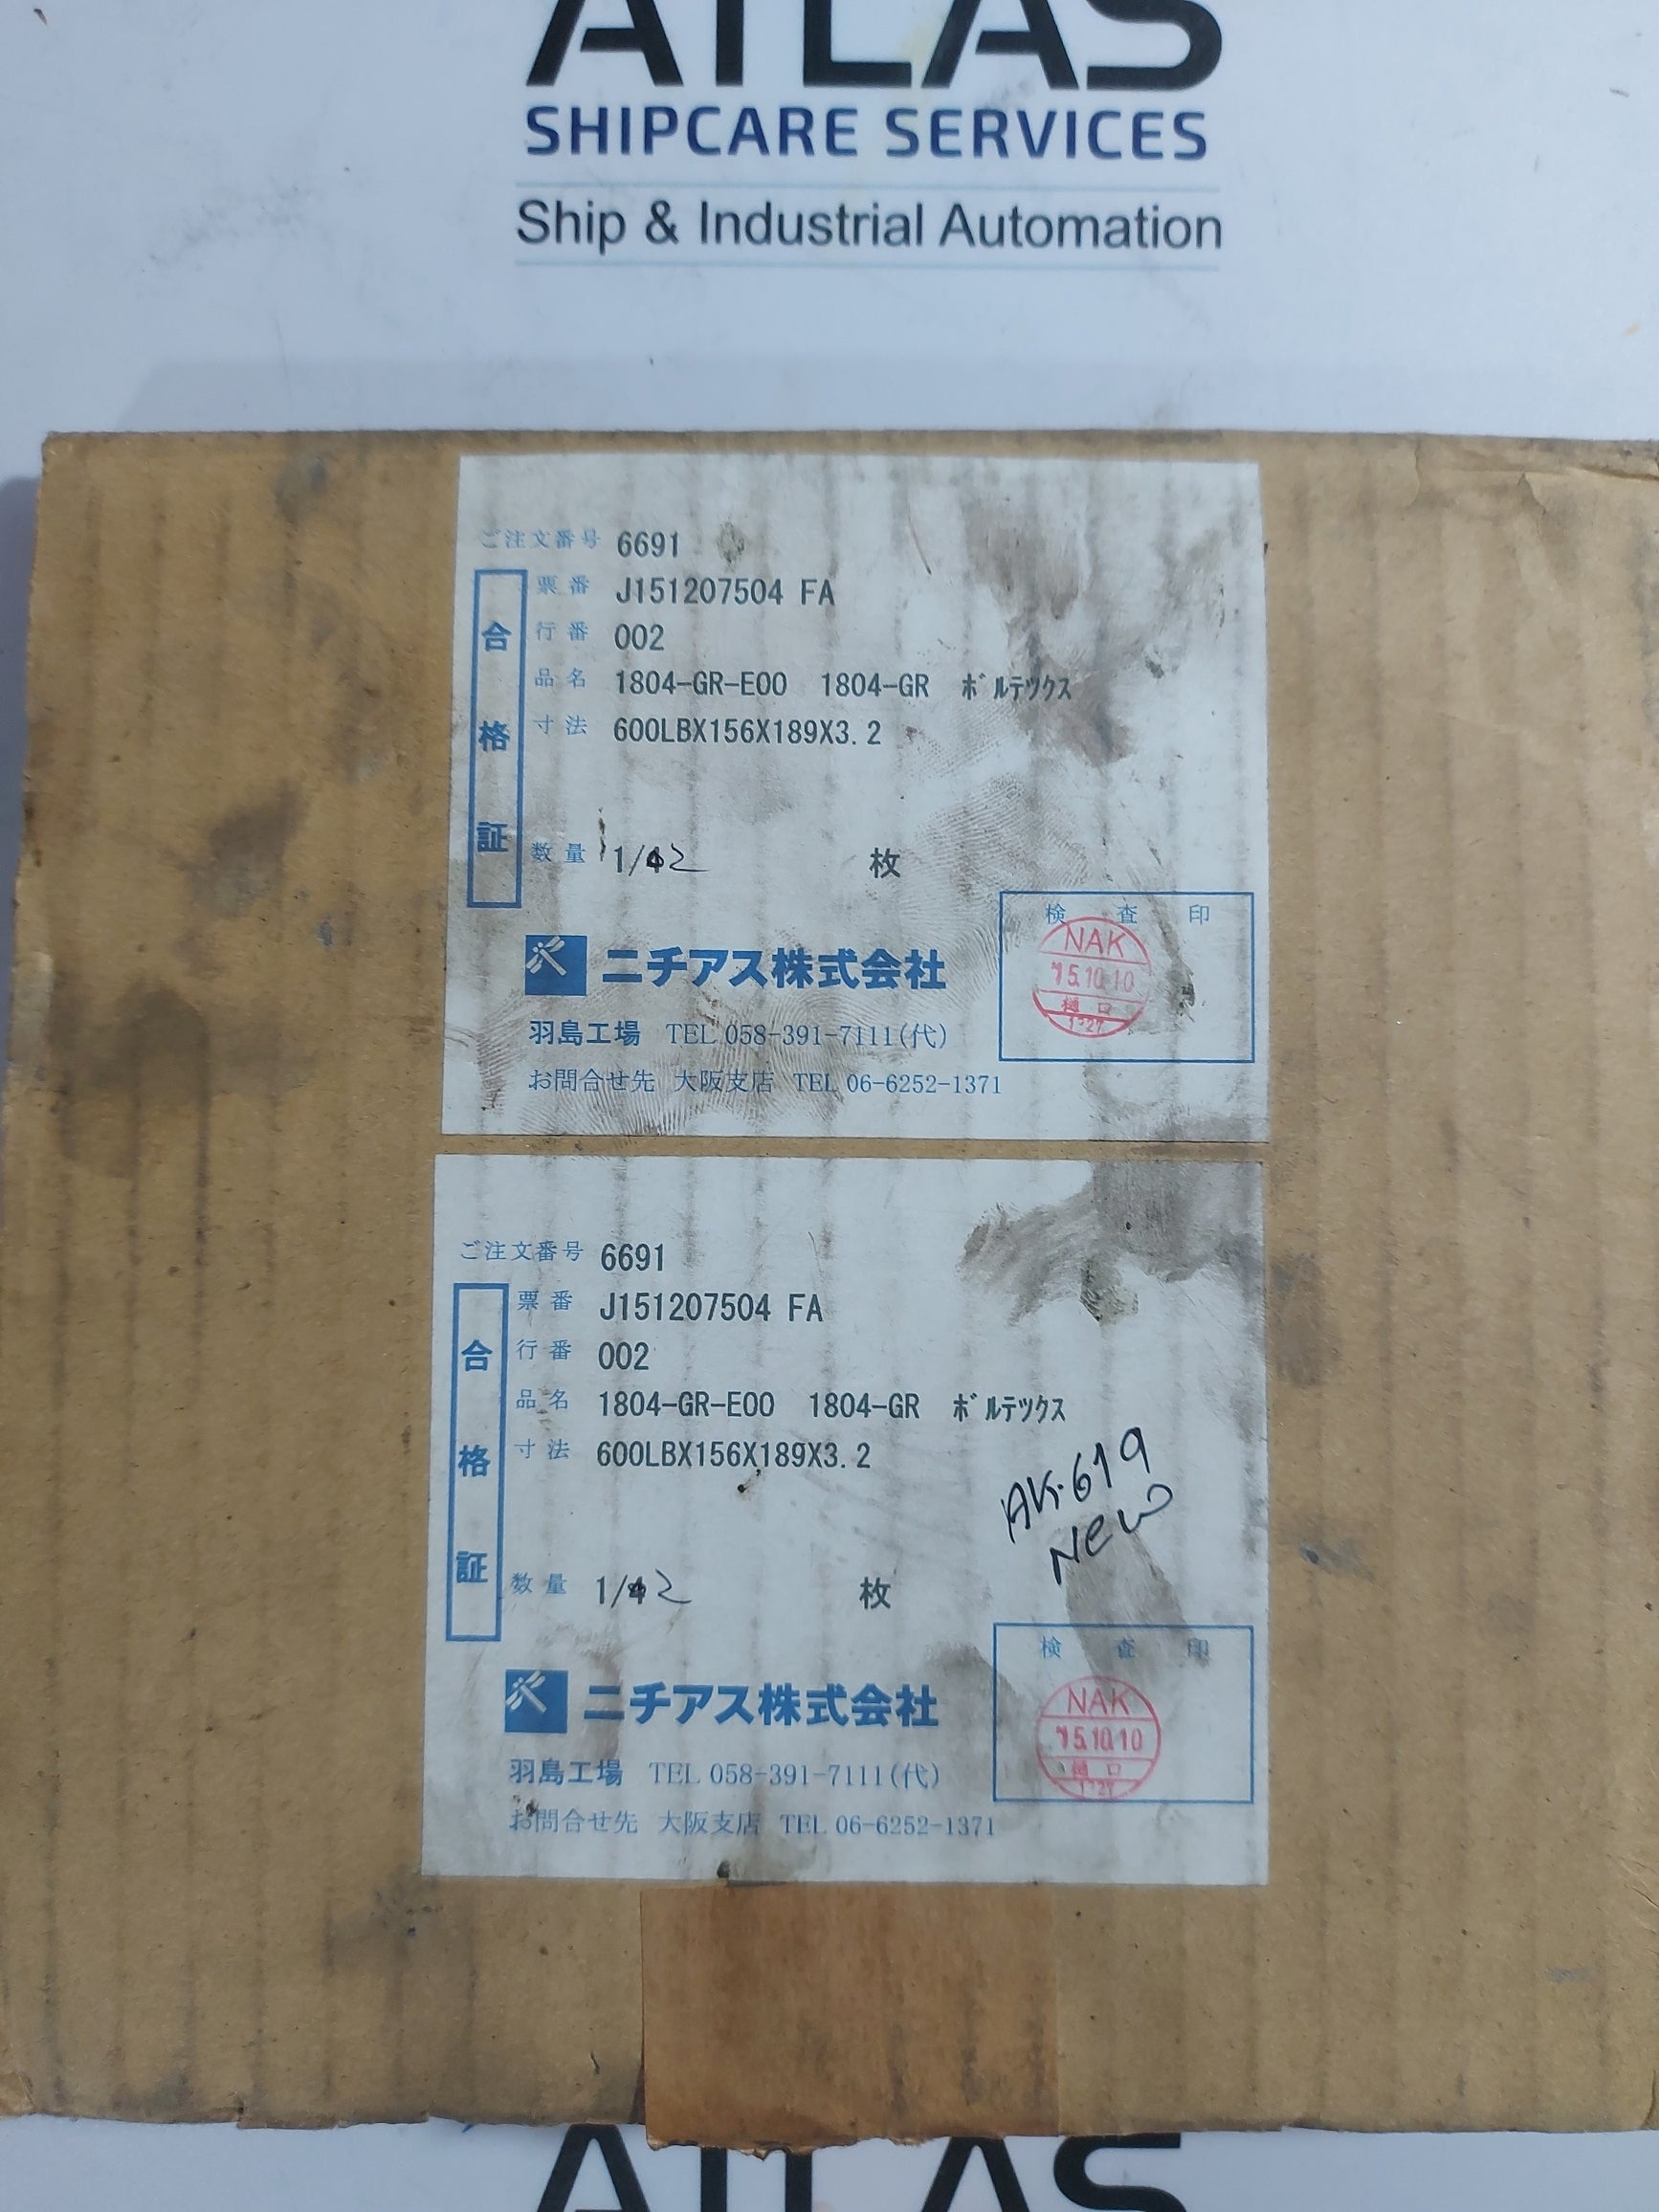 ATLAS
SHIPCARE SERVICES
Ship & Industrial Automation
ご注文番号 6691
合格証
票番 J151207504 FA
行番 002
品名 1804-GR-E00 1804-GR ボルテツクス
寸法 600LBX156X189X3.2
数量 1/42 枚
検査印
NAK
'15.10.10
樋口
ニチアス株式会社
羽島工場 TEL 058-391-7111(代)
お問合せ先 大阪支店 TEL 06-6252-1371
ご注文番号 6691
合格証
票番 J151207504 FA
行番 002
品名 1804-GR-E00 1804-GR ボルテツクス
寸法 600LBX156X189X3.2
AK-619
New
数量 1/42 枚
検査印
NAK
'15.10.10
樋口
ニチアス株式会社
羽島工場 TEL 058-391-7111(代)
お問合せ先 大阪支店 TEL 06-6252-1371
ATLAS